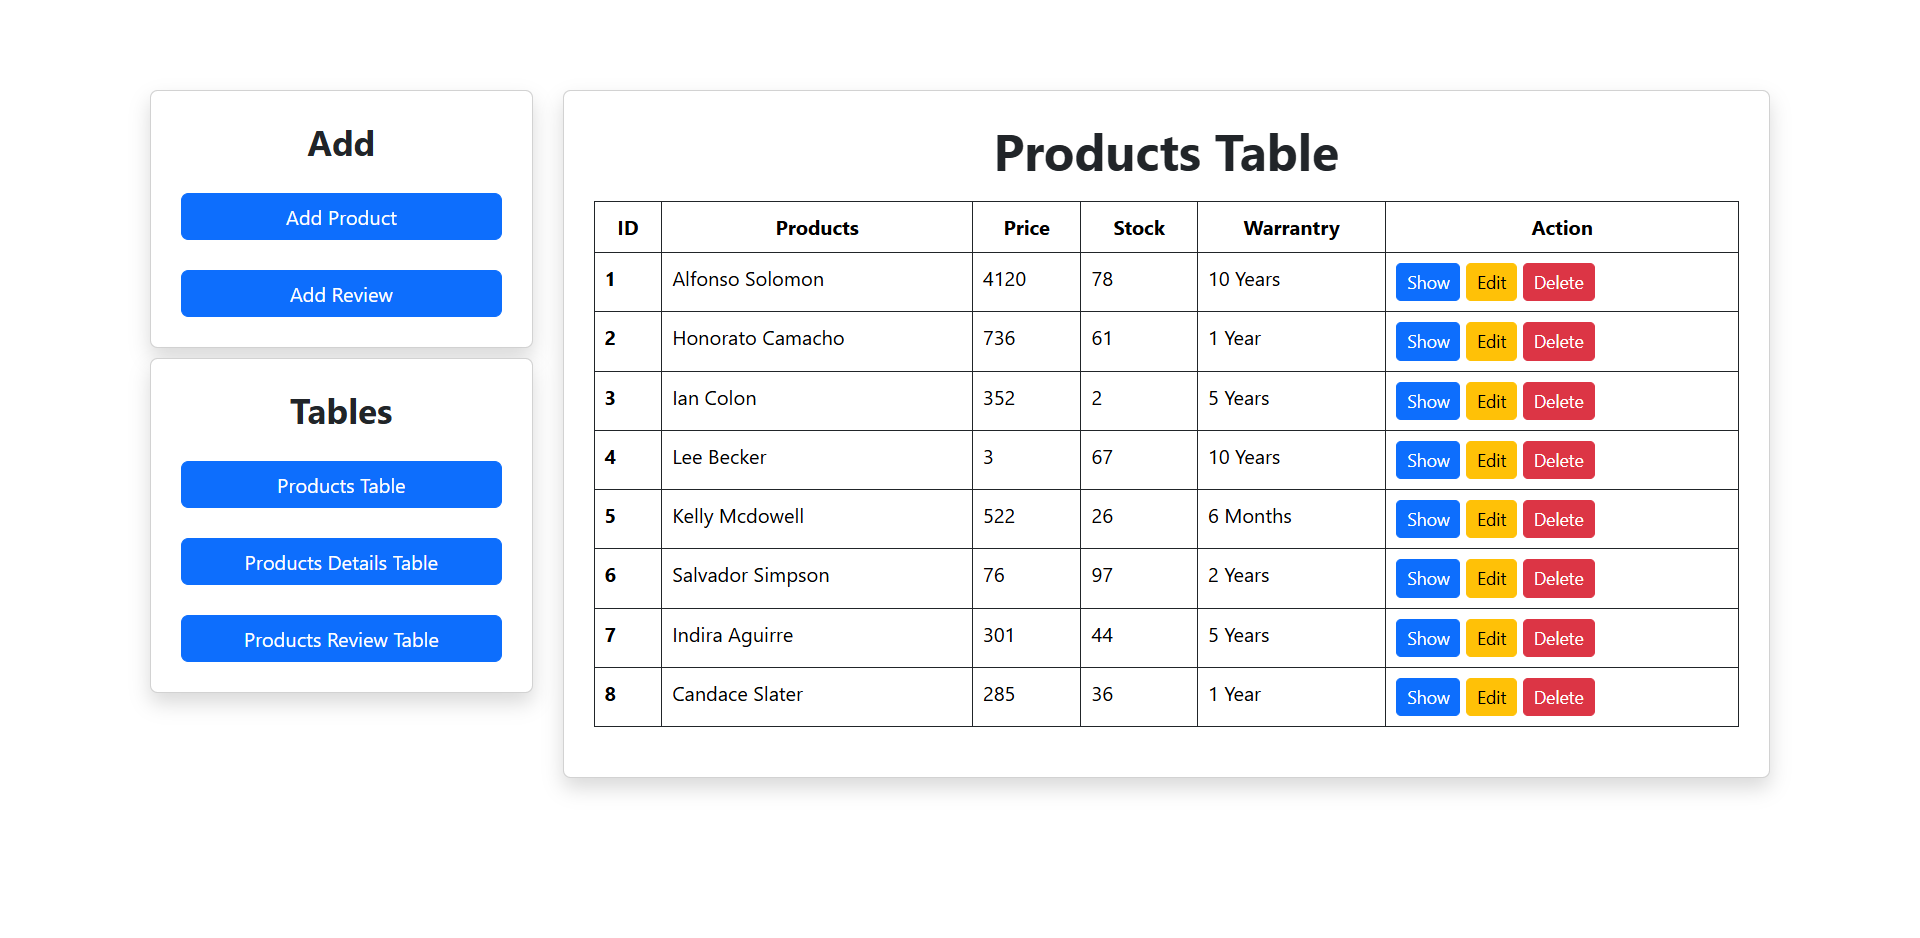 Add
Add Product
Add Review
Tables
Products Table
Products Details Table
Products Review Table
Products Table
ID Products Price Stock Warrantry Action
1 Alfonso Solomon 4120 78 10 Years Show Edit Delete
2 Honorato Camacho 736 61 1 Year Show Edit Delete
3 Ian Colon 352 2 5 Years Show Edit Delete
4 Lee Becker 3 67 10 Years Show Edit Delete
5 Kelly Mcdowell 522 26 6 Months Show Edit Delete
6 Salvador Simpson 76 97 2 Years Show Edit Delete
7 Indira Aguirre 301 44 5 Years Show Edit Delete
8 Candace Slater 285 36 1 Year Show Edit Delete